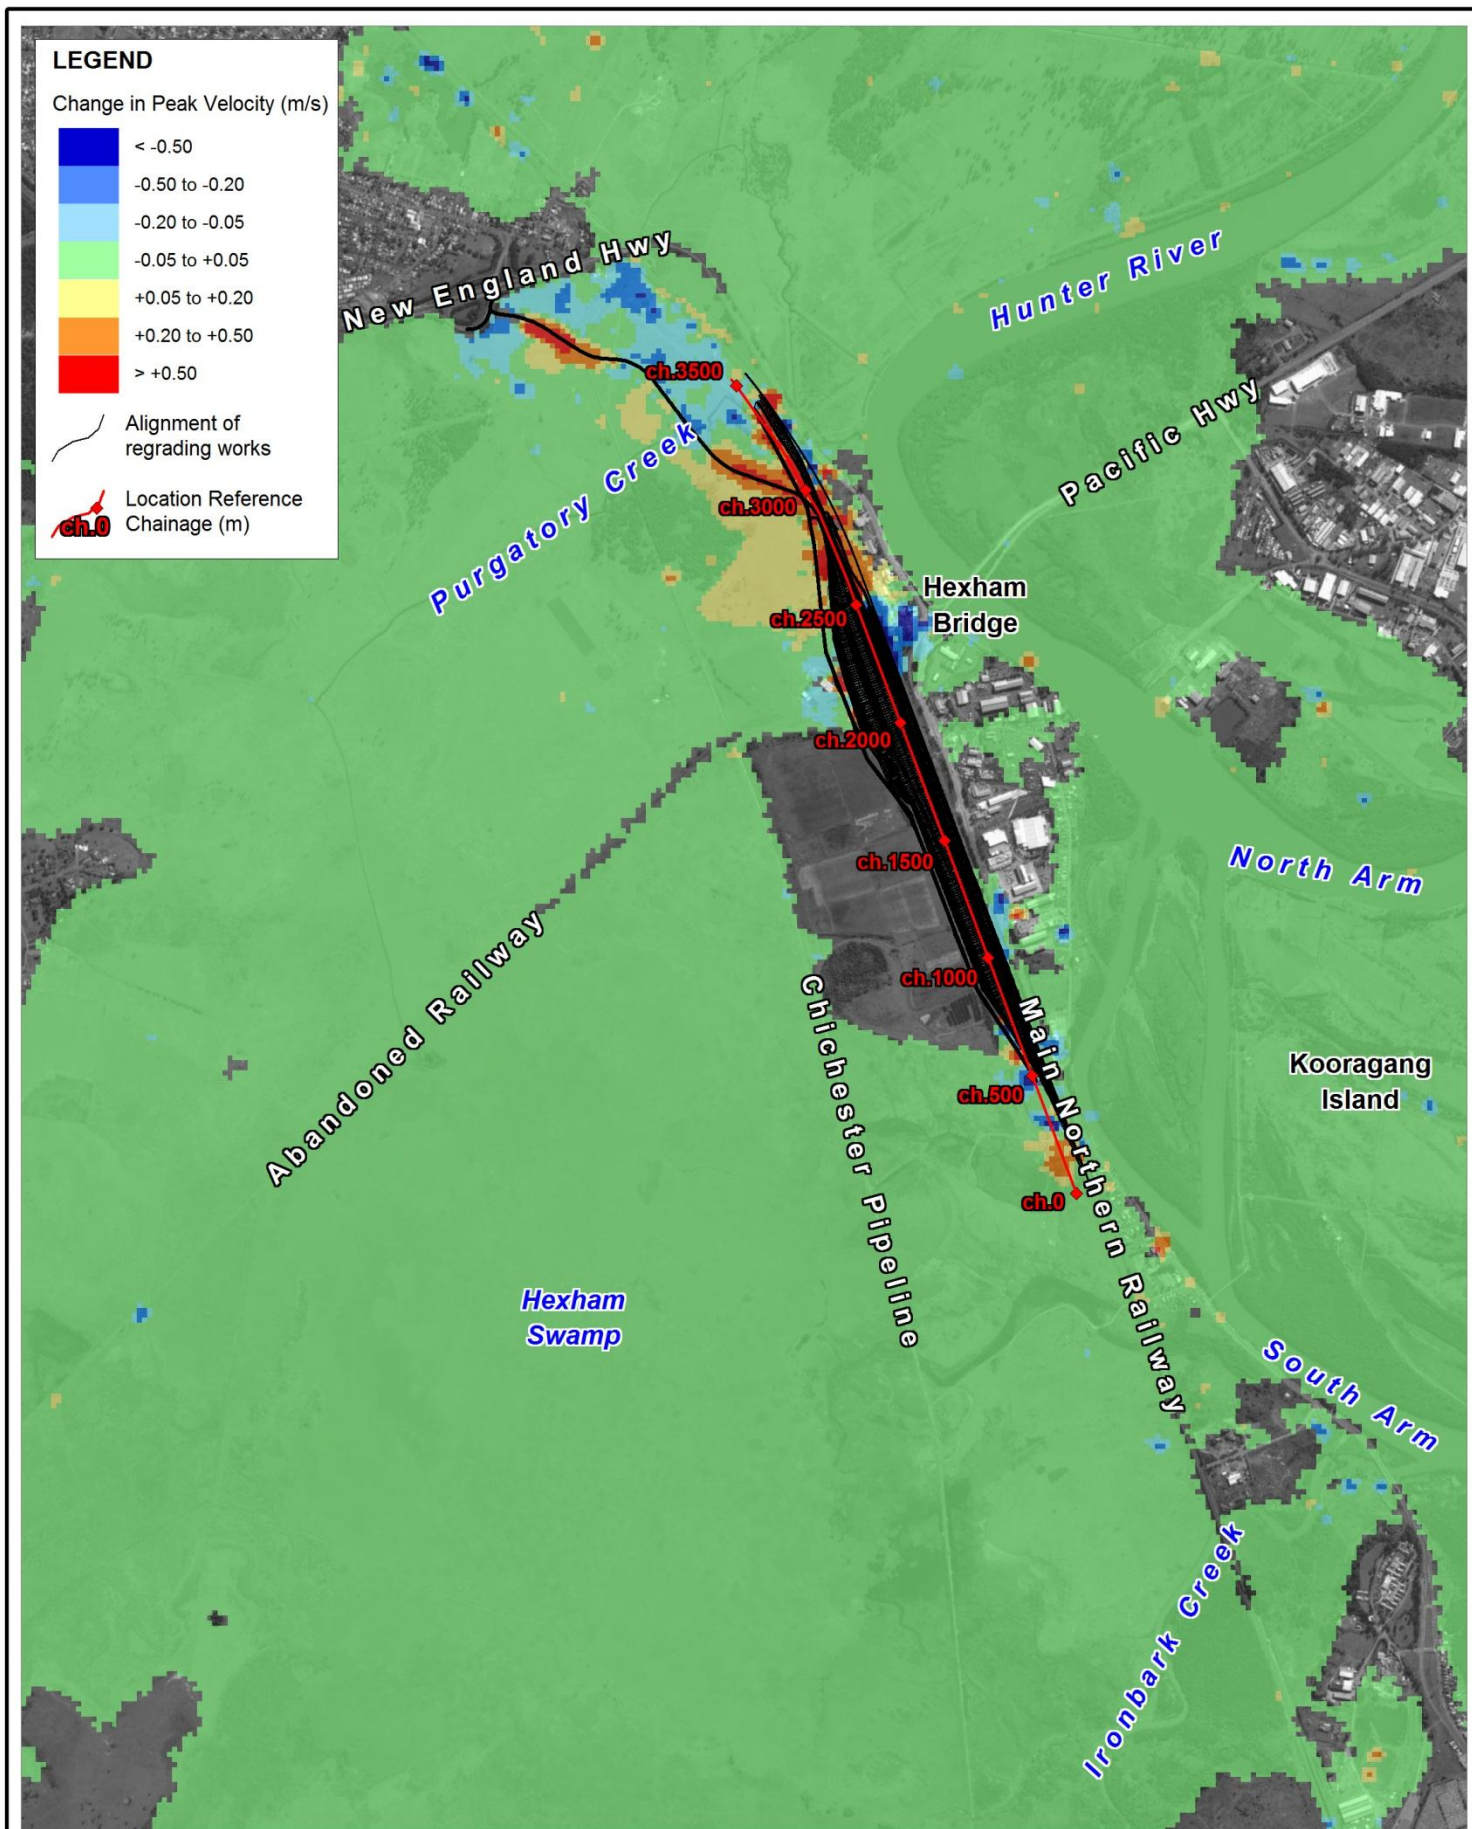 LEGEND
Change in Peak Velocity (m/s)
< -0.50
-0.50 to -0.20
-0.20 to -0.05
-0.05 to +0.05
+0.05 to +0.20
+0.20 to +0.50
> +0.50
Alignment of
regrading works
Location Reference
Chainage (m)
ch.0
New England Hwy
Hunter River
Pacific Hwy
ch.3500
Purgatory Creek
ch.3000
Hexham
Bridge
ch.2500
ch.2000
ch.1500
North Arm
Abandoned Railway
ch.1000
Chichester Pipeline
Main Northern Railway
Kooragang
Island
ch.500
ch.0
Hexham
Swamp
South Arm
Ironbark Creek